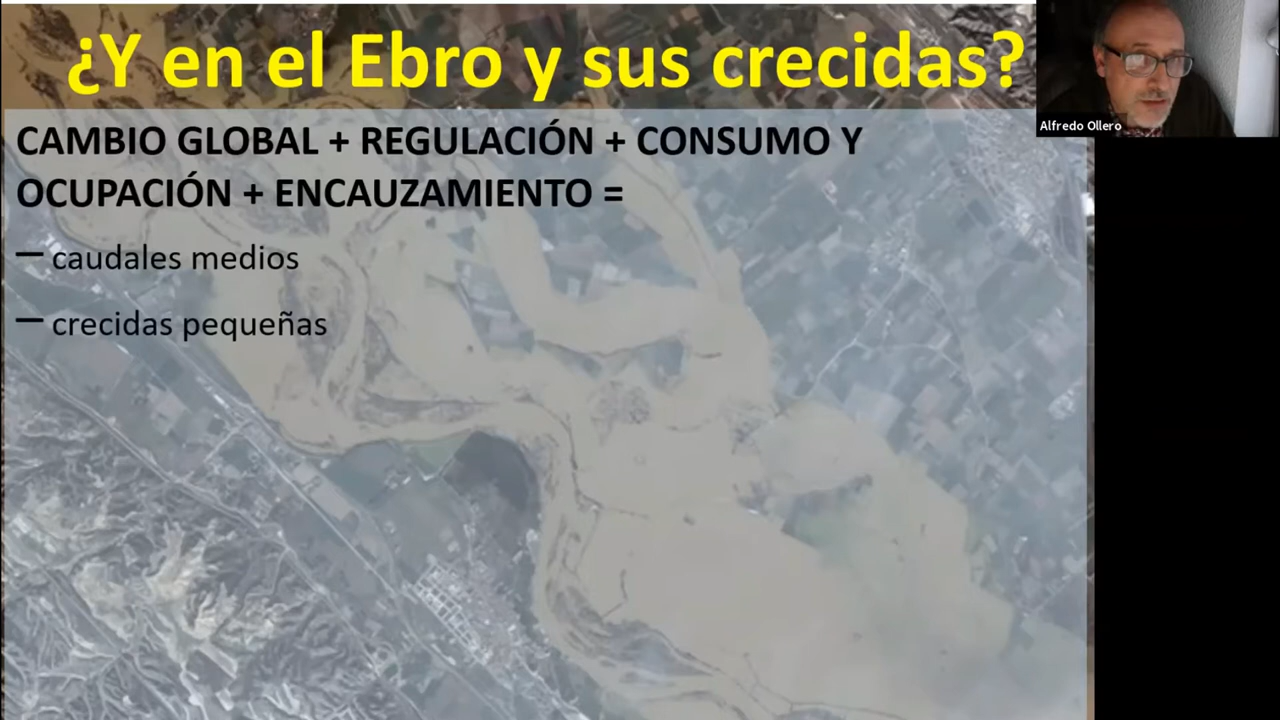 ¿Y en el Ebro y sus crecidas?
Alfredo Ollero
CAMBIO GLOBAL + REGULACIÓN + CONSUMO Y
OCUPACIÓN + ENCAUZAMIENTO =
— caudales medios
— crecidas pequeñas